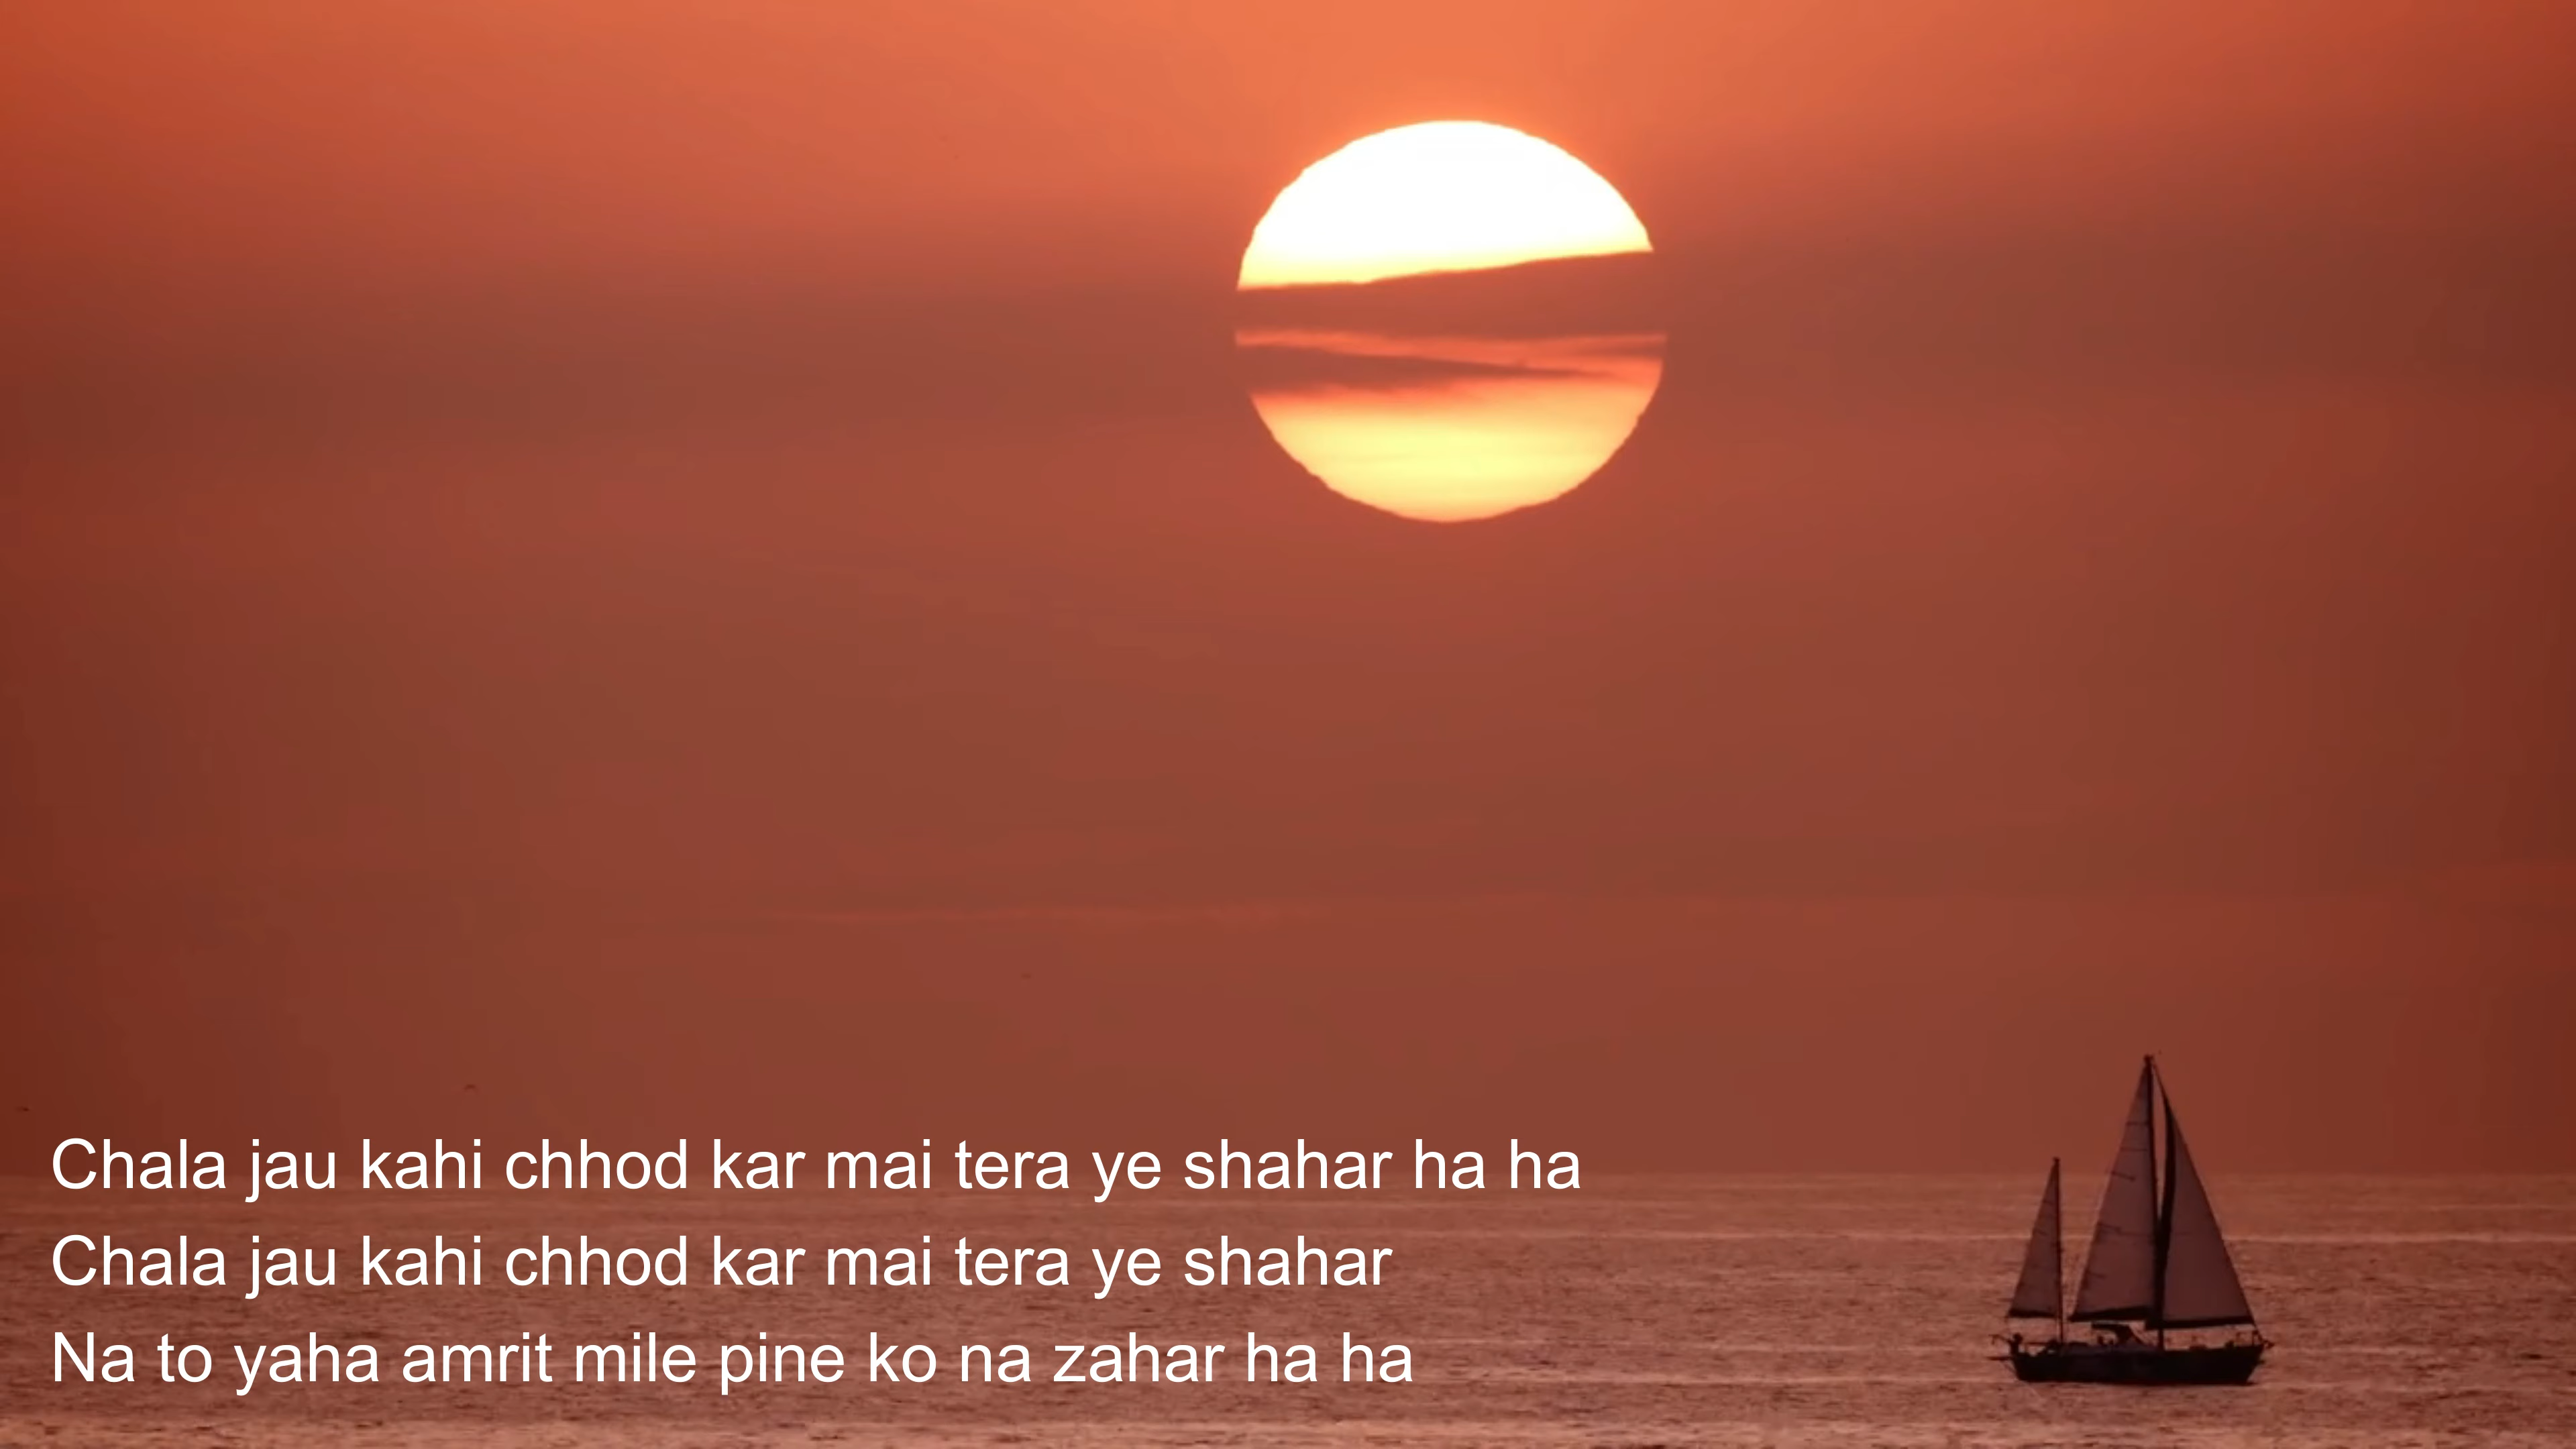 Chala jau kahi chhod kar mai tera ye shahar ha ha
Chala jau kahi chhod kar mai tera ye shahar
Na to yaha amrit mile pine ko na zahar ha ha